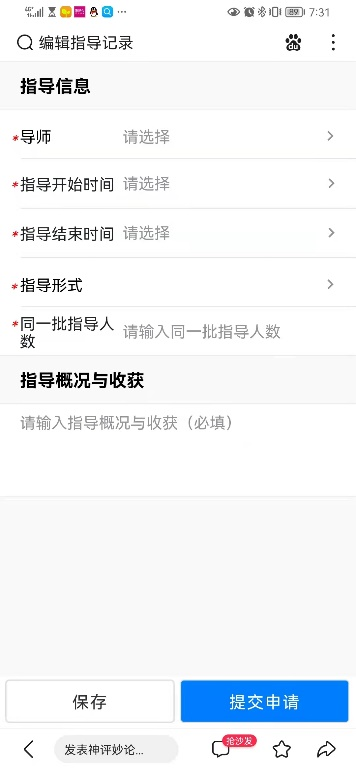 7:31
编辑指导记录
指导信息
*导师 请选择
*指导开始时间 请选择
*指导结束时间 请选择
*指导形式
*同一批指导人
数 请输入同一批指导人数
指导概况与收获
请输入指导概况与收获（必填）
保存 提交申请
发表神评妙论... 抢沙发